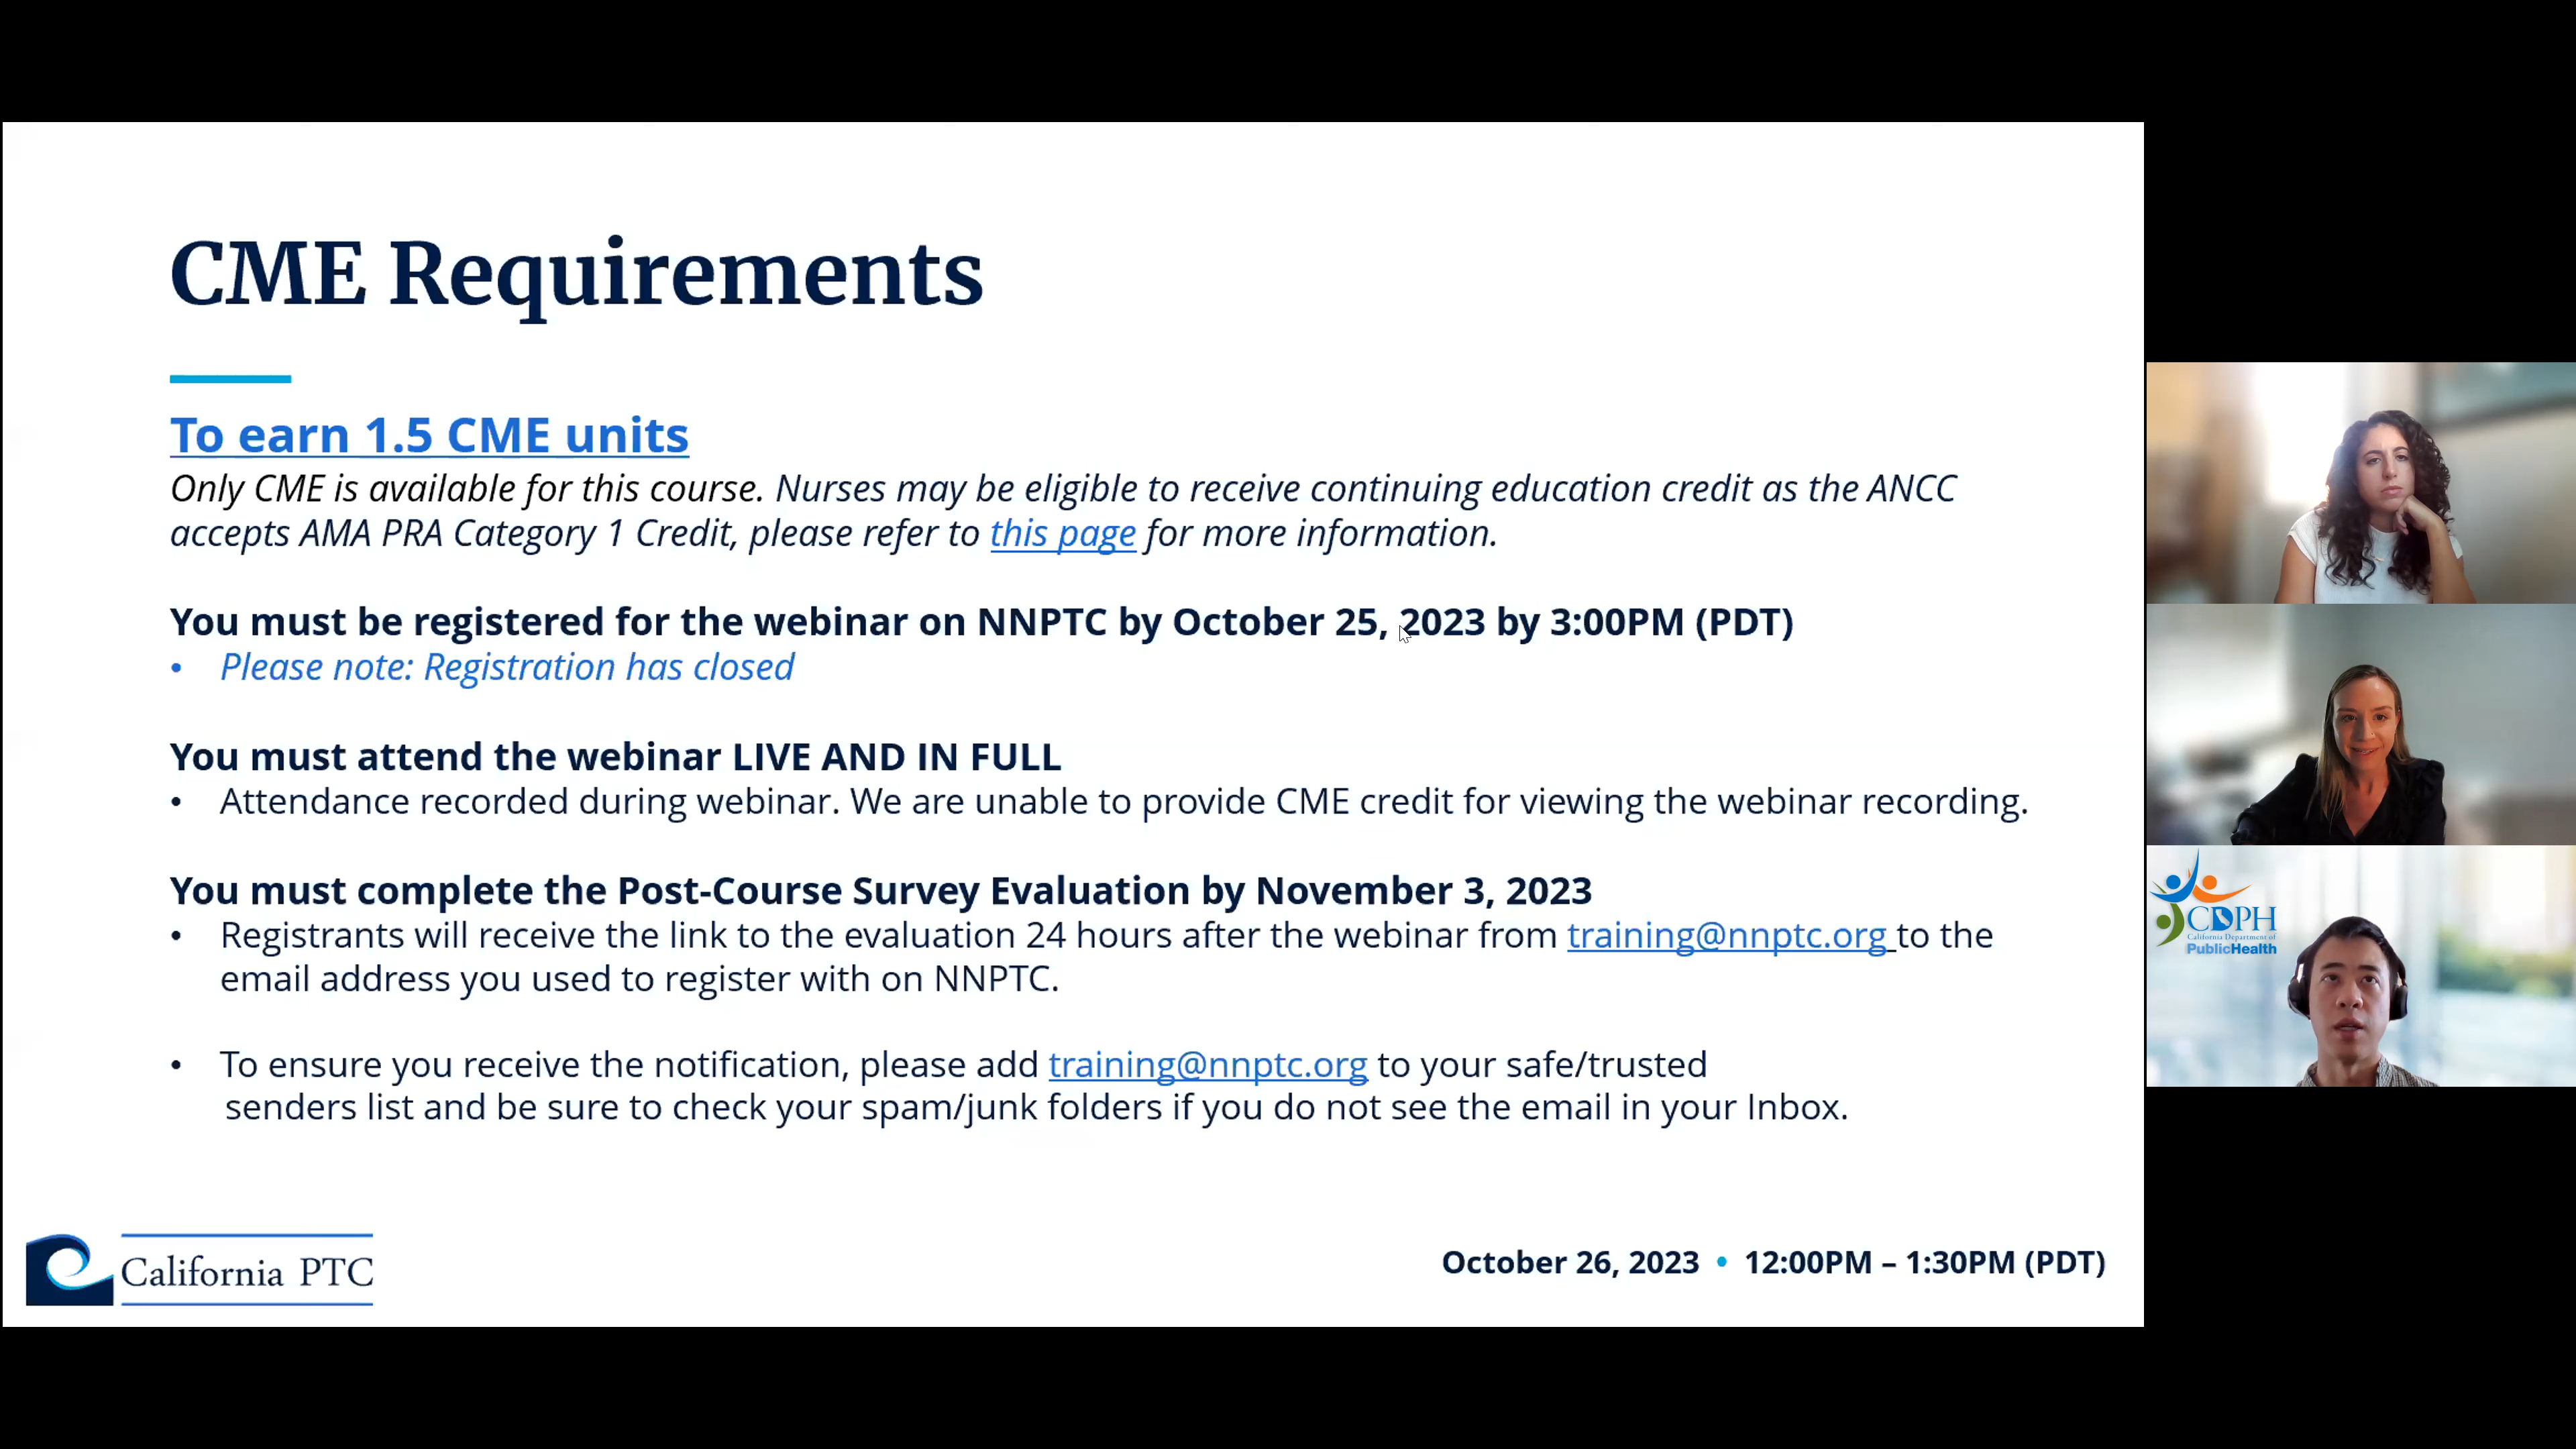 CME Requirements
To earn 1.5 CME units
Only CME is available for this course. Nurses may be eligible to receive continuing education credit as the ANCC
accepts AMA PRA Category 1 Credit, please refer to this page for more information.
You must be registered for the webinar on NNPTC by October 25, 2023 by 3:00PM (PDT)
• Please note: Registration has closed
You must attend the webinar LIVE AND IN FULL
• Attendance recorded during webinar. We are unable to provide CME credit for viewing the webinar recording.
You must complete the Post-Course Survey Evaluation by November 3, 2023
• Registrants will receive the link to the evaluation 24 hours after the webinar from training@nnptc.org to the
email address you used to register with on NNPTC.
• To ensure you receive the notification, please add training@nnptc.org to your safe/trusted
senders list and be sure to check your spam/junk folders if you do not see the email in your Inbox.
California PTC
October 26, 2023 • 12:00PM – 1:30PM (PDT)
CDPH
California Department of
PublicHealth